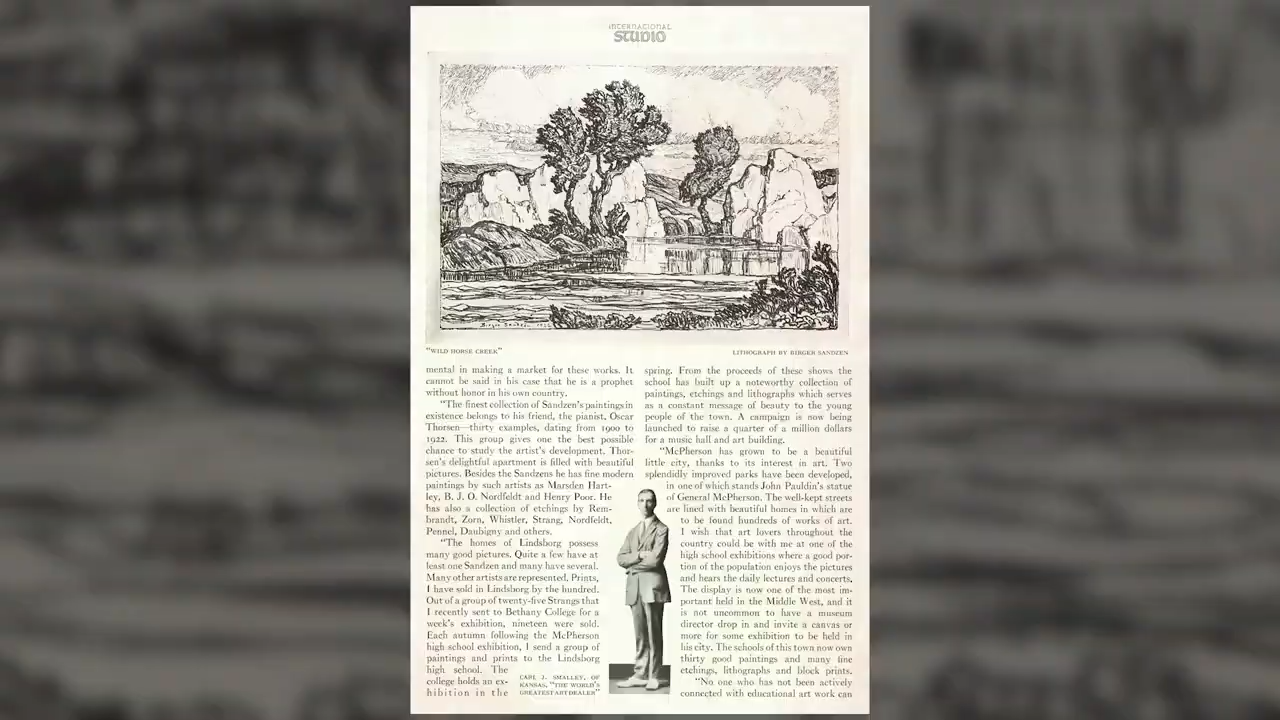 INTERNATIONAL
STUDIO
Birger Sandzen 1922
"WILD HORSE CREEK"
LITHOGRAPH BY BIRGER SANDZEN
mental in making a market for these works. It
cannot be said in his case that he is a prophet
without honor in his own country.
"The finest collection of Sandzen's paintings in
existence belongs to his friend, the pianist, Oscar
Thorsen—thirty examples, dating from 1900 to
1922. This group gives one the best possible
chance to study the artist's development. Thor-
sen's delightful apartment is filled with beautiful
pictures. Besides the Sandzens he has fine modern
paintings by such artists as Marsden Hart-
ley, B. J. O. Nordfeldt and Henry Poor. He
has also a collection of etchings by Rem-
brandt, Zorn, Whistler, Strang, Nordfeldt,
Pennel, Daubigny and others.
"The homes of Lindsborg possess
many good pictures. Quite a few have at
least one Sandzen and many have several.
Many other artists are represented. Prints,
I have sold in Lindsborg by the hundred.
Out of a group of twenty-five Strangs that
I recently sent to Bethany College for a
week's exhibition, nineteen were sold.
Each autumn following the McPherson
high school exhibition, I send a group of
paintings and prints to the Lindsborg
high school. The
college holds an ex-
hibition in the
CARL J. SMALLEY, OF
KANSAS, "THE WORLD'S
GREATEST ART DEALER"
spring. From the proceeds of these shows the
school has built up a noteworthy collection of
paintings, etchings and lithographs which serves
as a constant message of beauty to the young
people of the town. A campaign is now being
launched to raise a quarter of a million dollars
for a music hall and art building.
"McPherson has grown to be a beautiful
little city, thanks to its interest in art. Two
splendidly improved parks have been developed,
in one of which stands John Pauldin's statue
of General McPherson. The well-kept streets
are lined with beautiful homes in which are
to be found hundreds of works of art.
I wish that art lovers throughout the
country could be with me at one of the
high school exhibitions where a good por-
tion of the population enjoys the pictures
and hears the daily lectures and concerts.
The display is now one of the most im-
portant held in the Middle West, and it
is not uncommon to have a museum
director drop in and invite a canvas or
more for some exhibition to be held in
his city. The schools of this town now own
thirty good paintings and many fine
etchings, lithographs and block prints.
"No one who has not been actively
connected with educational art work can